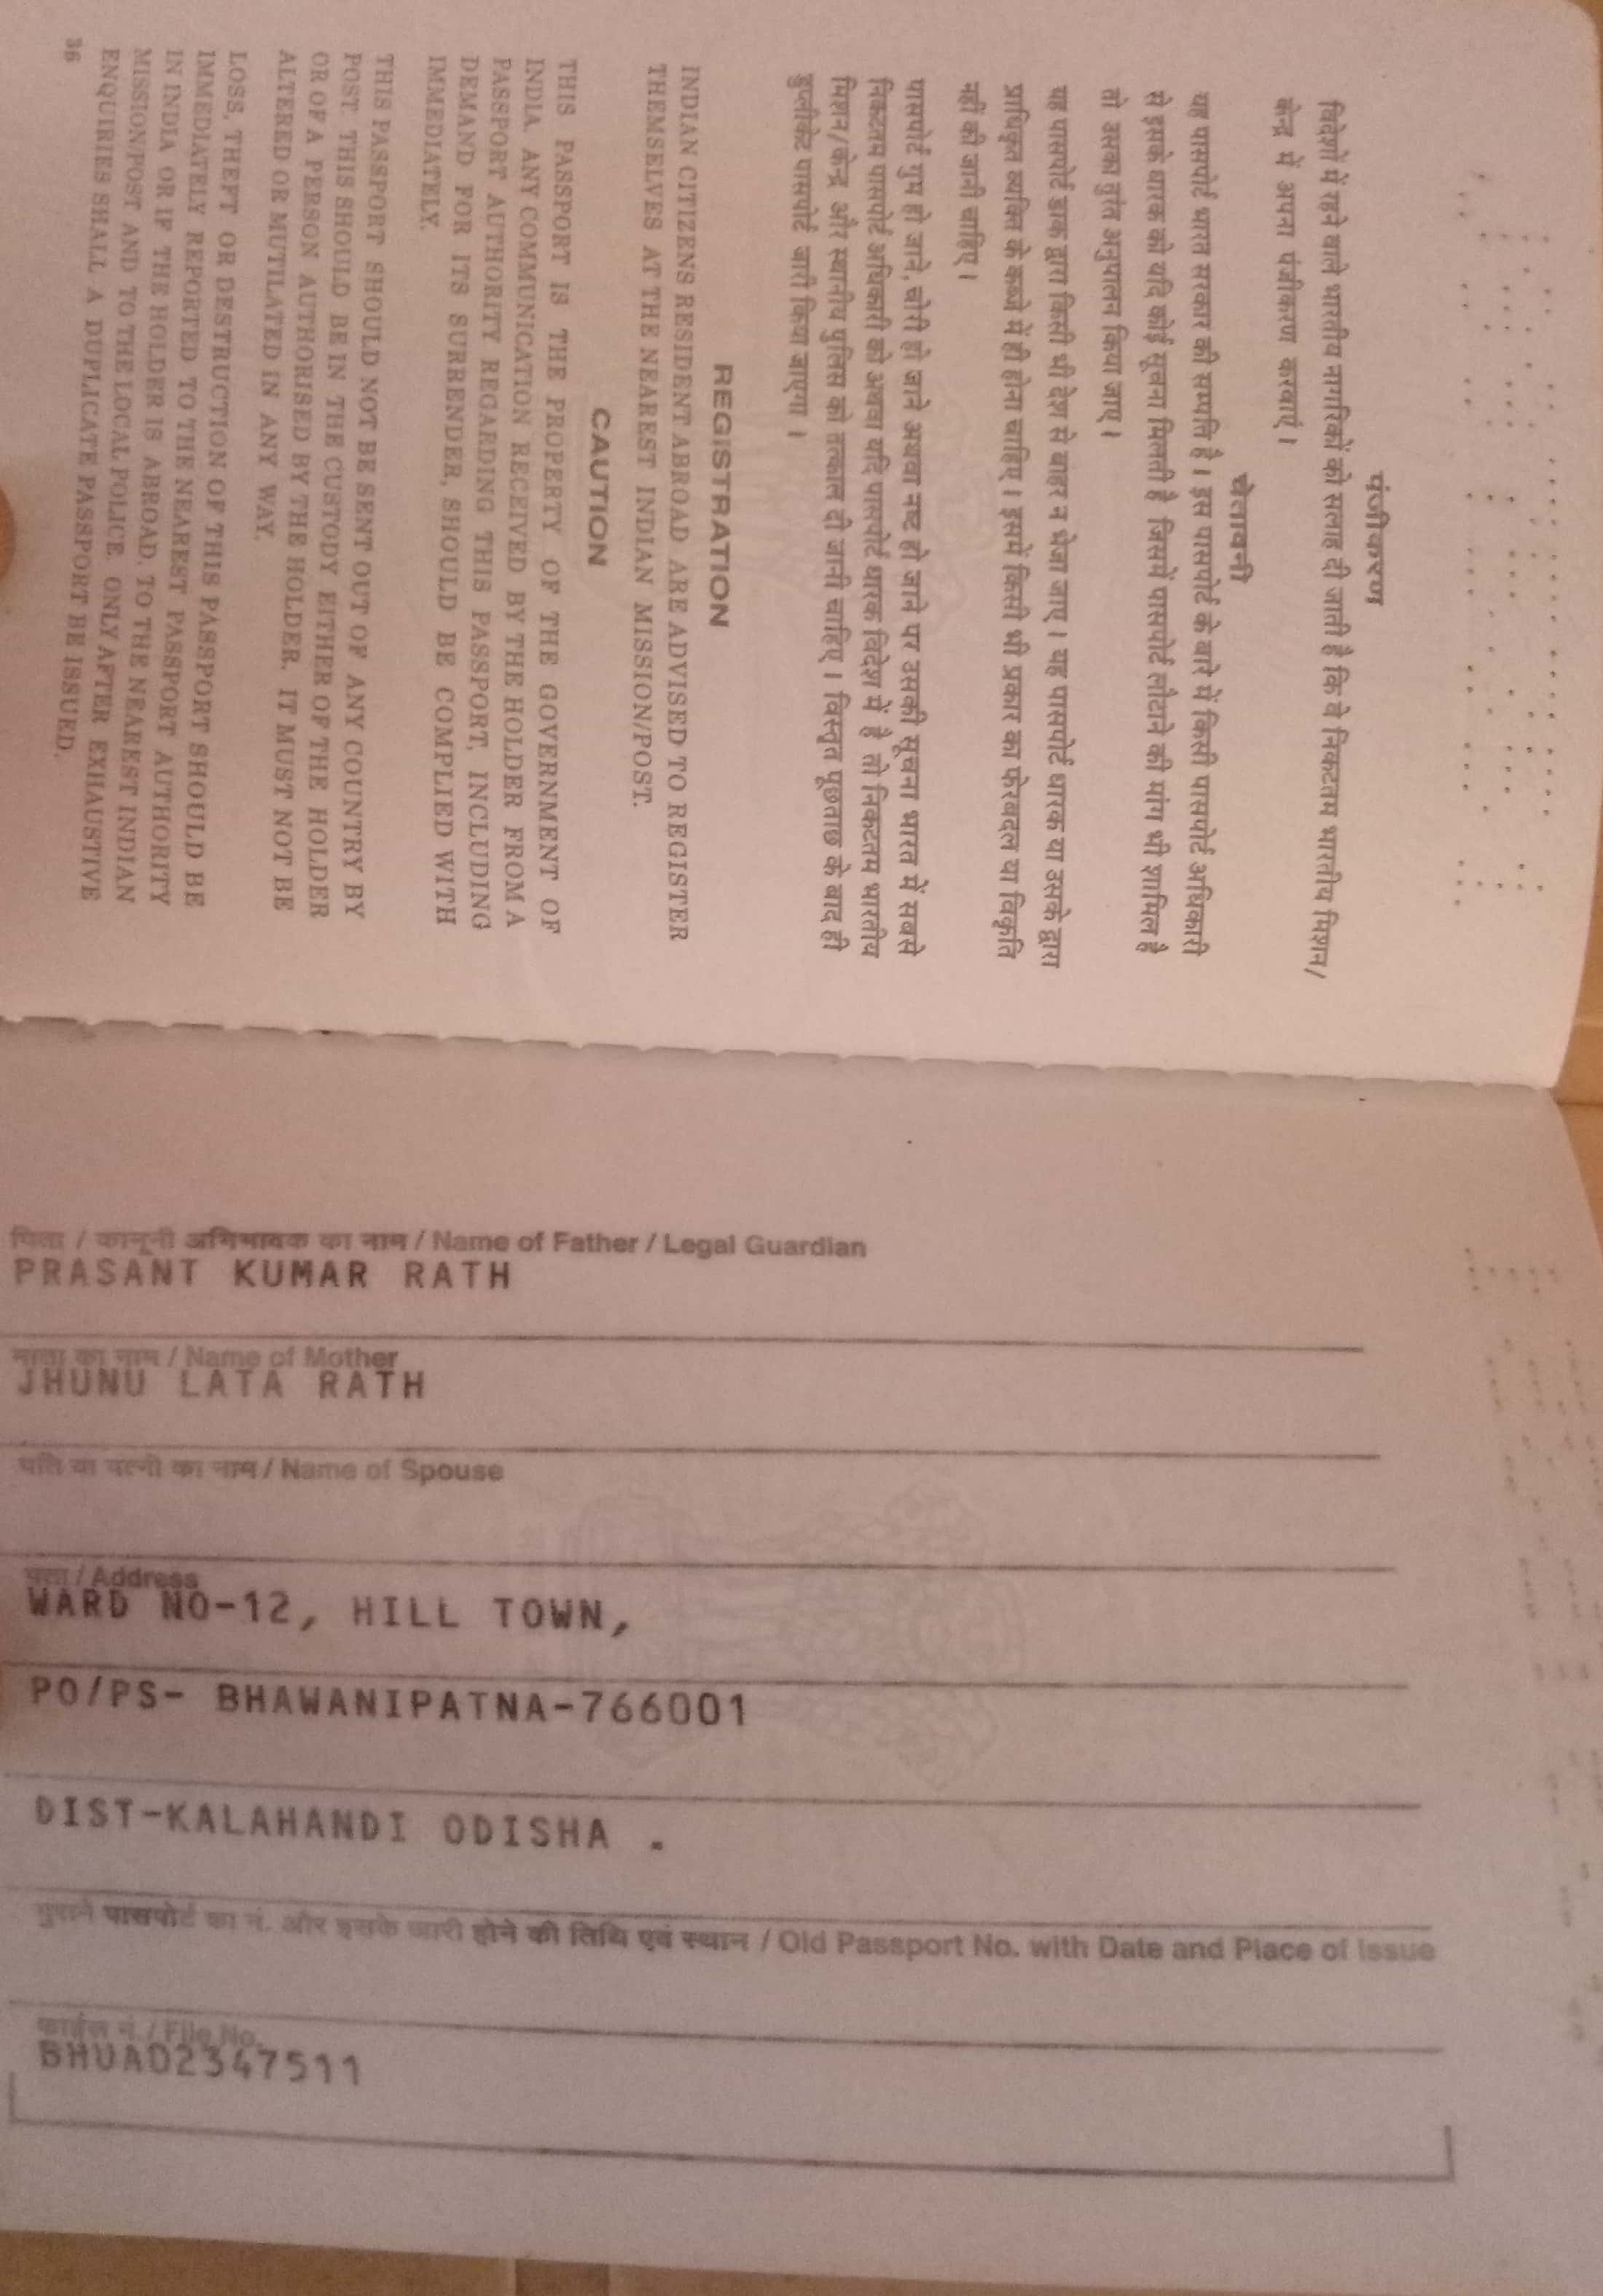 पंजीकरण
विदेशों में रहने वाले भारतीय नागरिकों को सलाह दी जाती है कि वे निकटतम भारतीय मिशन/
केन्द्र में अपना पंजीकरण करवाएं ।
चेतावनी
यह पासपोर्ट भारत सरकार की सम्पत्ति है । इस पासपोर्ट के बारे में किसी पासपोर्ट अधिकारी
से इसके धारक को यदि कोई सूचना मिलती है जिसमें पासपोर्ट लौटाने की मांग भी शामिल है
तो उसका तुरंत अनुपालन किया जाए ।
यह पासपोर्ट डाक द्वारा किसी भी देश से बाहर न भेजा जाए । यह पासपोर्ट धारक या उसके द्वारा
प्राधिकृत व्यक्ति के कब्जे में ही होना चाहिए । इसमें किसी भी प्रकार का फेरबदल या विकृति
नहीं की जानी चाहिए ।
पासपोर्ट गुम हो जाने, चोरी हो जाने अथवा नष्ट हो जाने पर उसकी सूचना भारत में सबसे
निकटतम पासपोर्ट अधिकारी को अथवा यदि पासपोर्ट धारक विदेश में है तो निकटतम भारतीय
मिशन/केन्द्र और स्थानीय पुलिस को तत्काल दी जानी चाहिए । विस्तृत पूछताछ के बाद ही
डुप्लीकेट पासपोर्ट जारी किया जाएगा ।
REGISTRATION
INDIAN CITIZENS RESIDENT ABROAD ARE ADVISED TO REGISTER
THEMSELVES AT THE NEAREST INDIAN MISSION/POST.
CAUTION
THIS PASSPORT IS THE PROPERTY OF THE GOVERNMENT OF
INDIA. ANY COMMUNICATION RECEIVED BY THE HOLDER FROM A
PASSPORT AUTHORITY REGARDING THIS PASSPORT, INCLUDING
DEMAND FOR ITS SURRENDER, SHOULD BE COMPLIED WITH
IMMEDIATELY.
THIS PASSPORT SHOULD NOT BE SENT OUT OF ANY COUNTRY BY
POST. THIS SHOULD BE IN THE CUSTODY EITHER OF THE HOLDER
OR OF A PERSON AUTHORISED BY THE HOLDER. IT MUST NOT BE
ALTERED OR MUTILATED IN ANY WAY.
LOSS, THEFT OR DESTRUCTION OF THIS PASSPORT SHOULD BE
IMMEDIATELY REPORTED TO THE NEAREST PASSPORT AUTHORITY
IN INDIA OR IF THE HOLDER IS ABROAD, TO THE NEAREST INDIAN
MISSION/POST AND TO THE LOCAL POLICE. ONLY AFTER EXHAUSTIVE
ENQUIRIES SHALL A DUPLICATE PASSPORT BE ISSUED.
36
पिता / कानूनी अभिभावक का नाम / Name of Father / Legal Guardian
PRASANT KUMAR RATH
माता का नाम / Name of Mother
JHUNU LATA RATH
पति या पत्नी का नाम / Name of Spouse
पता / Address
WARD NO-12, HILL TOWN,
PO/PS- BHAWANIPATNA-766001
DIST-KALAHANDI ODISHA .
पुराने पासपोर्ट का नं. और इसके जारी होने की तिथि एवं स्थान / Old Passport No. with Date and Place of Issue
फाईल नं. / File No.
BHUA02347511